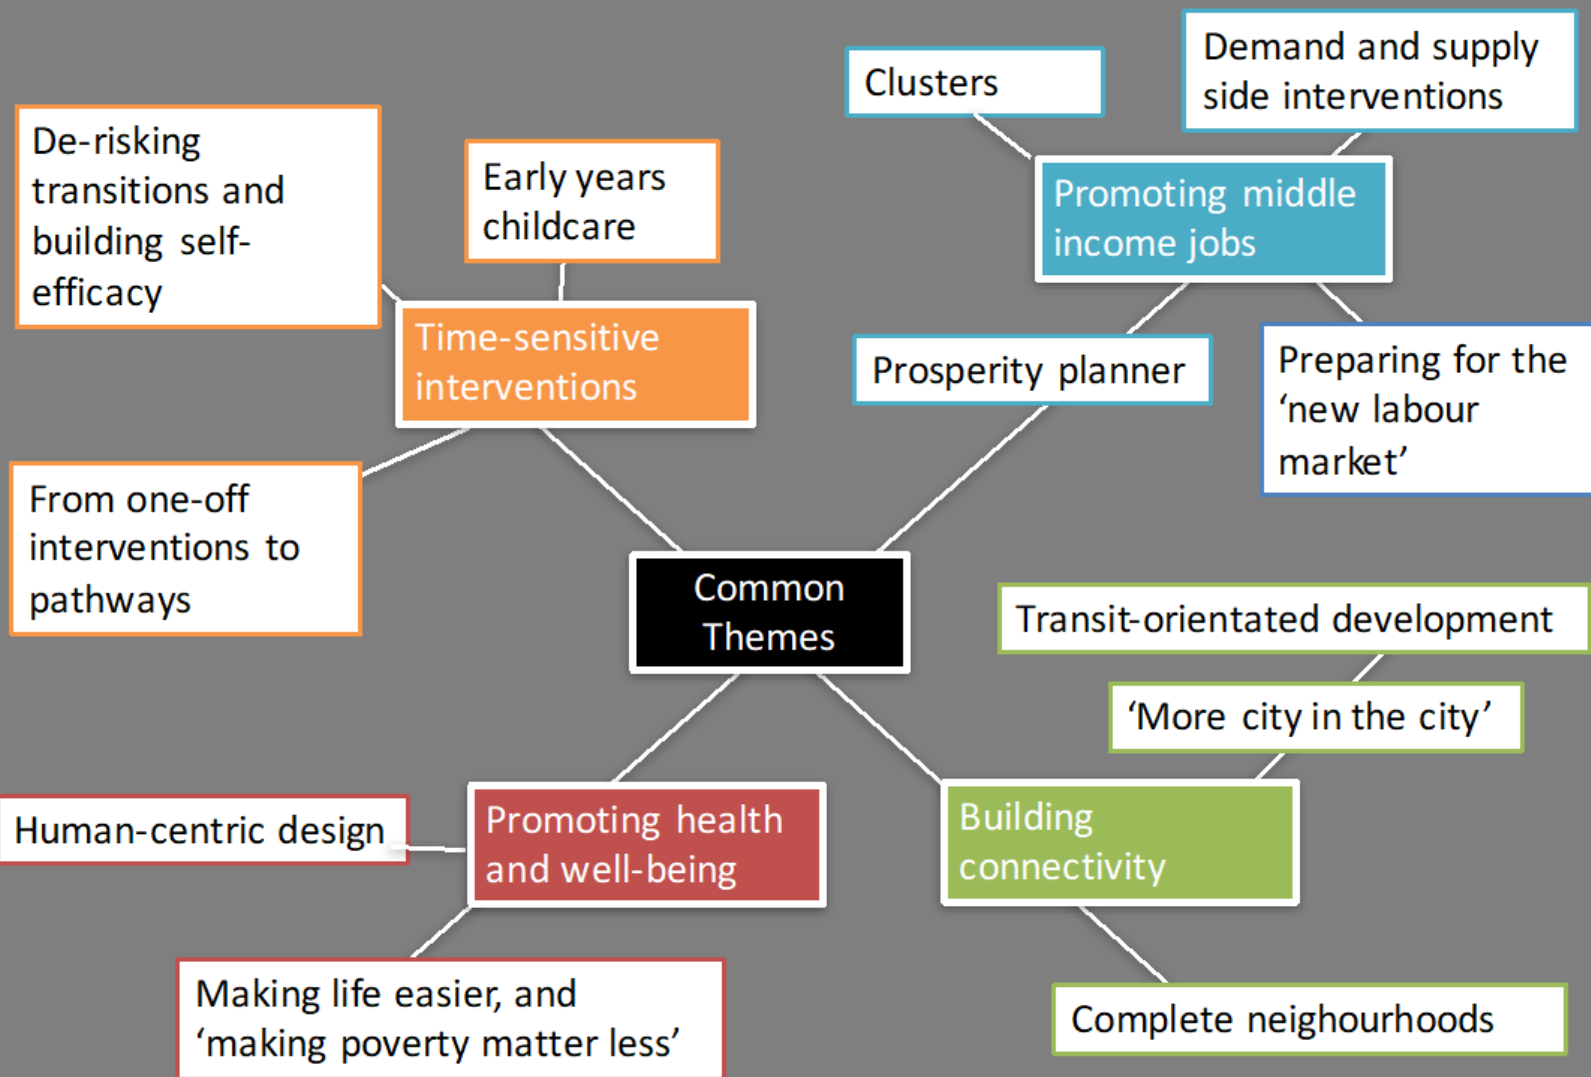 Clusters
Demand and supply
side interventions
De-risking
transitions and
building self-
efficacy
Early years
childcare
Promoting middle
income jobs
Time-sensitive
interventions
Prosperity planner
Preparing for the
‘new labour
market’
From one-off
interventions to
pathways
Common
Themes
Transit-orientated development
‘More city in the city’
Human-centric design
Promoting health
and well-being
Building
connectivity
Making life easier, and
‘making poverty matter less’
Complete neighourhoods